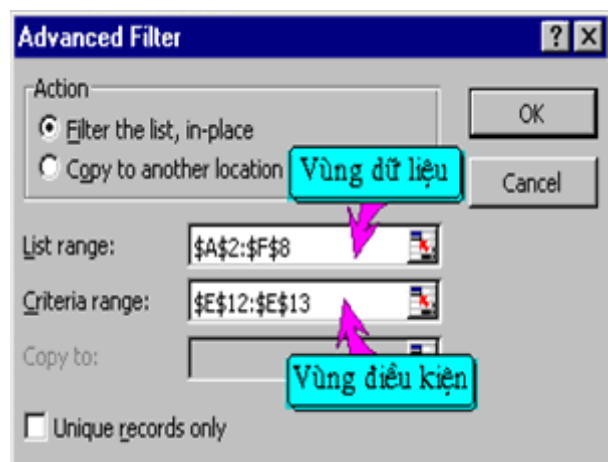 Advanced Filter
Action
Filter the list, in-place
Copy to another location
OK
Cancel
Vùng dữ liệu
List range: $A$2:$F$8
Criteria range: $E$12:$E$13
Copy to:
Vùng điều kiện
Unique records only